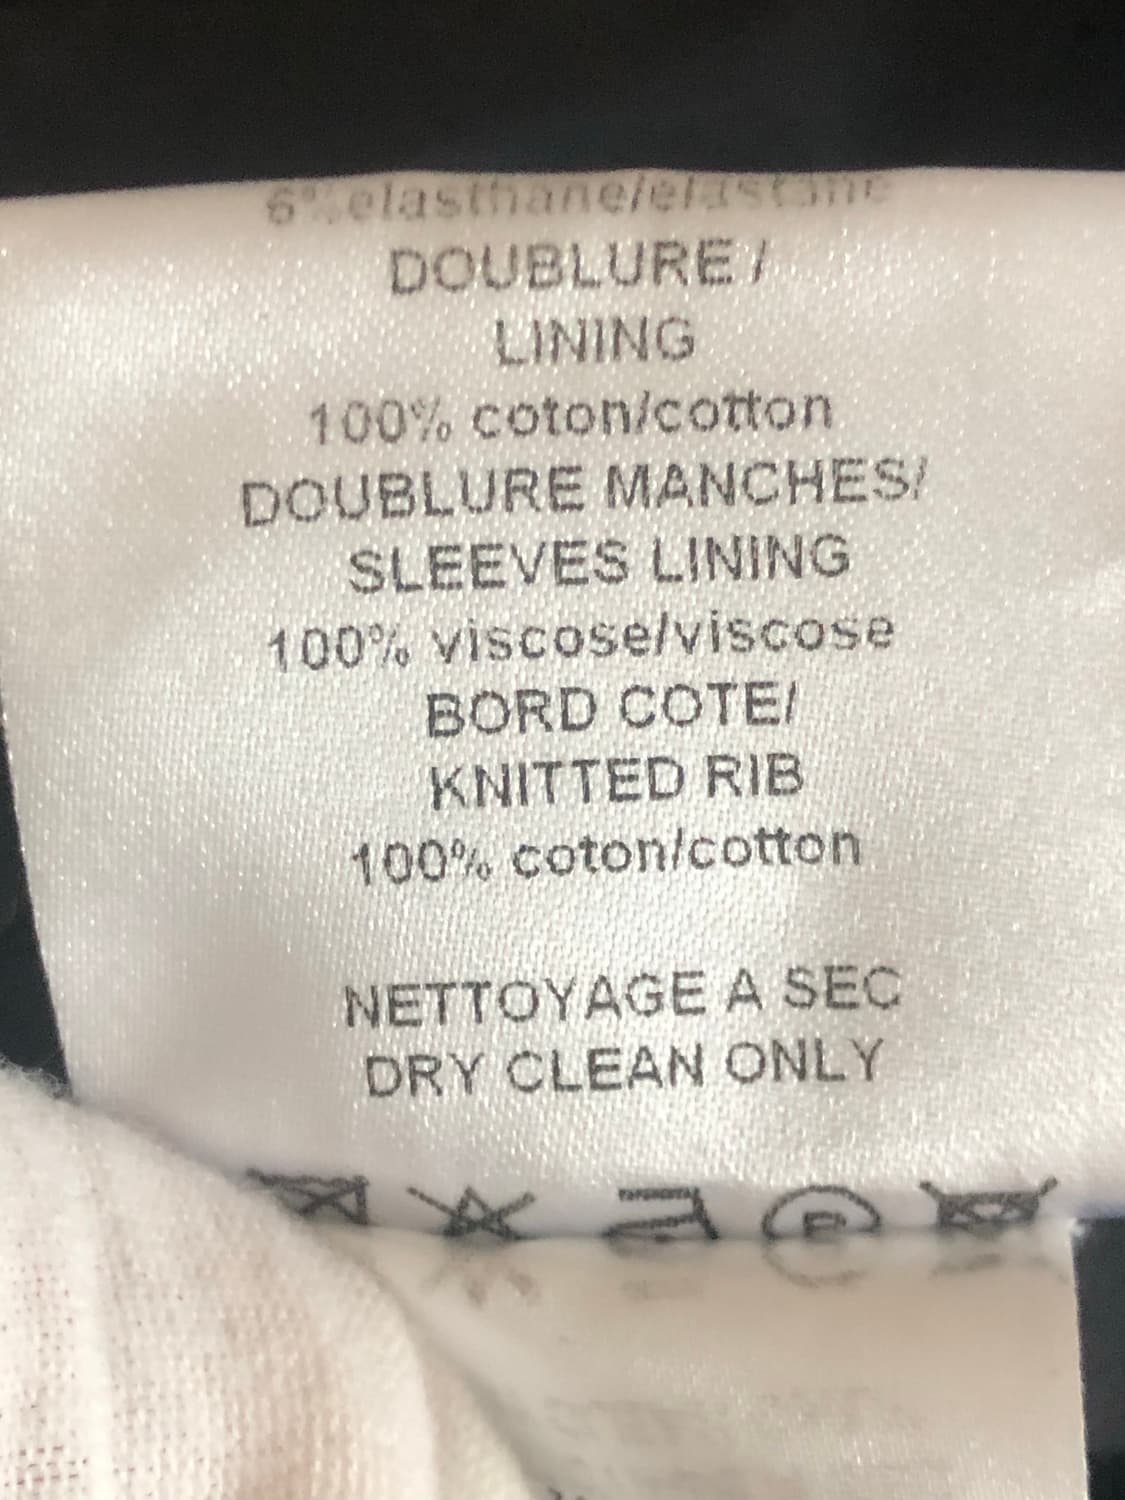 6% elasthane/elastane
DOUBLURE /
LINING
100% coton/cotton
DOUBLURE MANCHES/
SLEEVES LINING
100% viscose/viscose
BORD COTE/
KNITTED RIB
100% coton/cotton
NETTOYAGE A SEC
DRY CLEAN ONLY
P